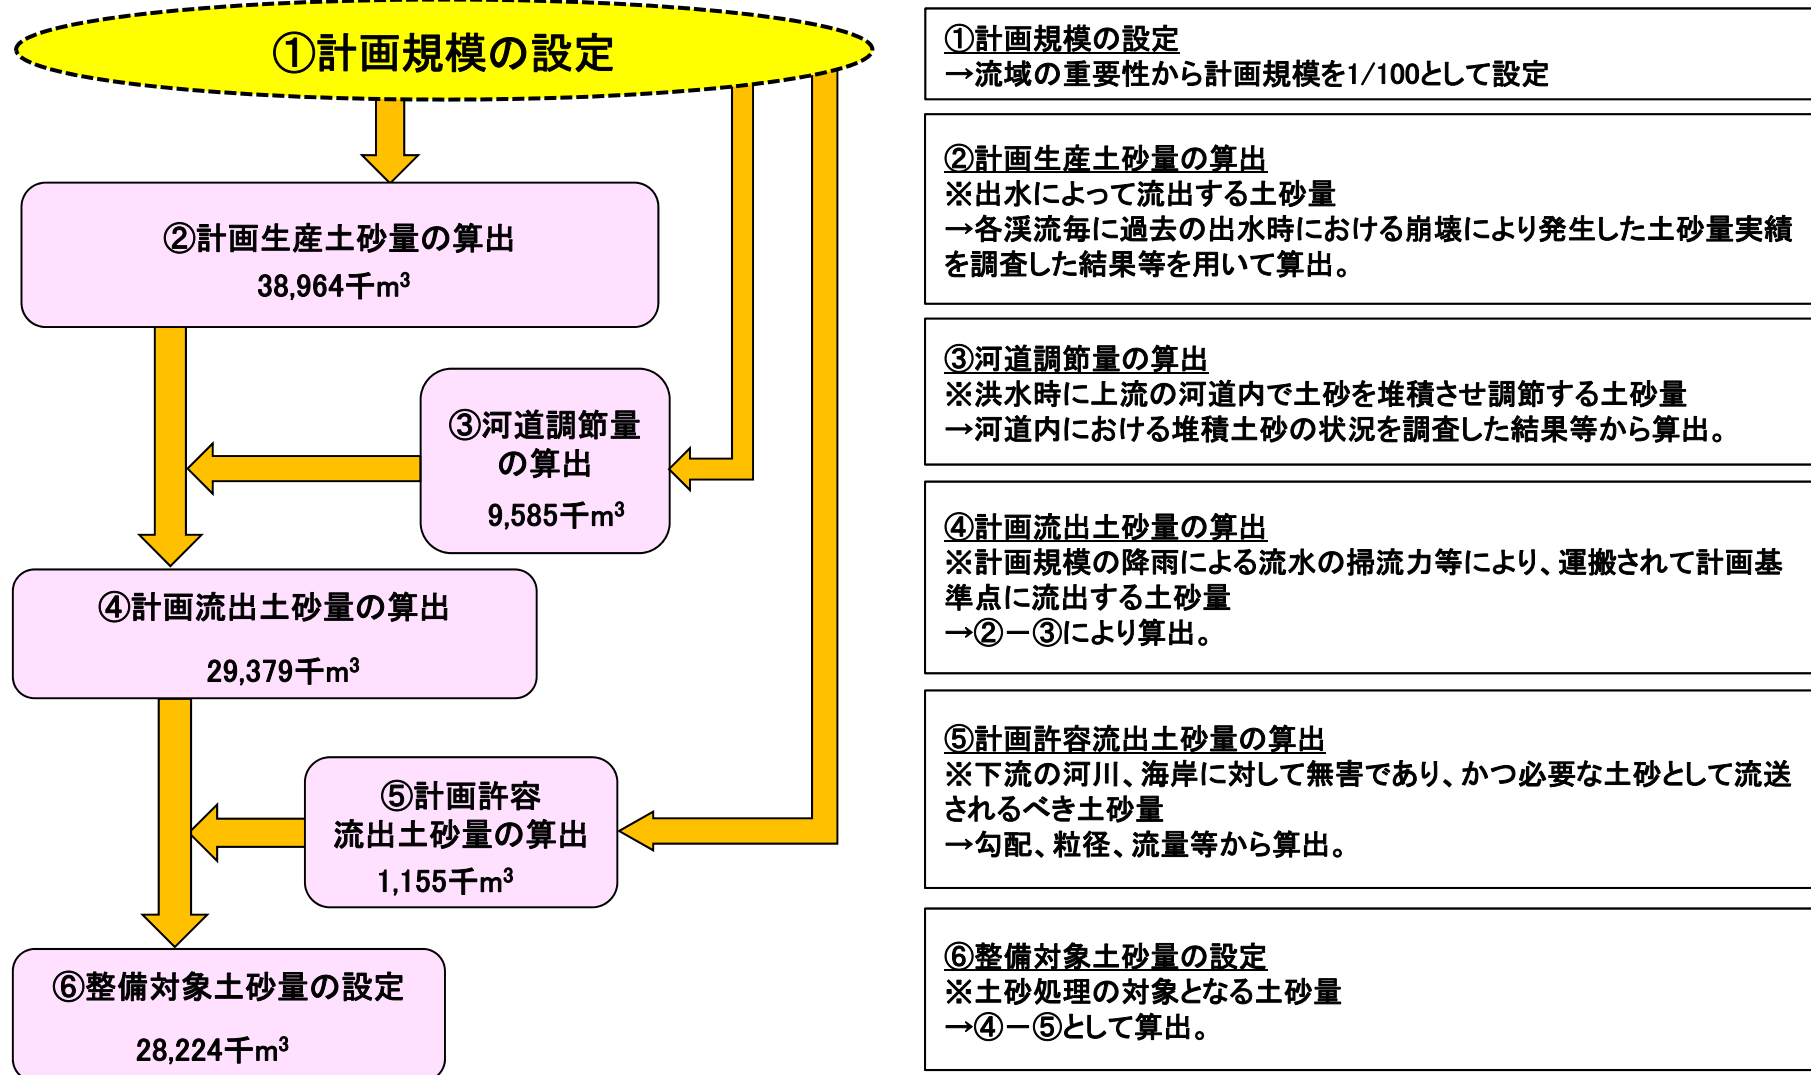 ①計画規模の設定
②計画生産土砂量の算出
38,964千m³
③河道調節量
の算出
9,585千m³
④計画流出土砂量の算出
29,379千m³
⑤計画許容
流出土砂量の算出
1,155千m³
⑥整備対象土砂量の設定
28,224千m³
①計画規模の設定
→流域の重要性から計画規模を1/100として設定
②計画生産土砂量の算出
※出水によって流出する土砂量
→各渓流毎に過去の出水時における崩壊により発生した土砂量実績
を調査した結果等を用いて算出。
③河道調節量の算出
※洪水時に上流の河道内で土砂を堆積させ調節する土砂量
→河道内における堆積土砂の状況を調査した結果等から算出。
④計画流出土砂量の算出
※計画規模の降雨による流水の掃流力等により、運搬されて計画基
準点に流出する土砂量
→②－③により算出。
⑤計画許容流出土砂量の算出
※下流の河川、海岸に対して無害であり、かつ必要な土砂として流送
されるべき土砂量
→勾配、粒径、流量等から算出。
⑥整備対象土砂量の設定
※土砂処理の対象となる土砂量
→④－⑤として算出。